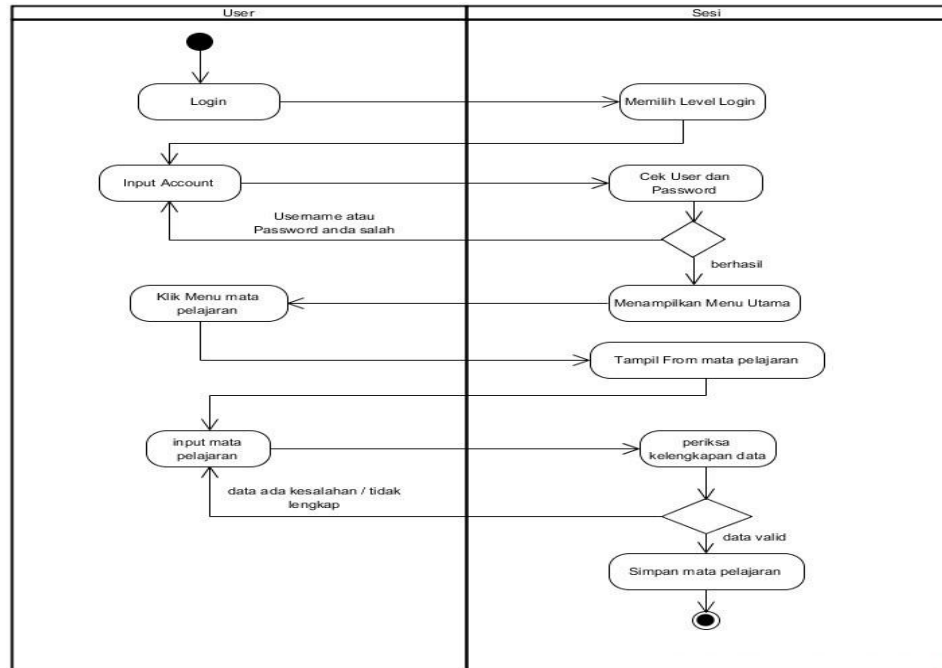 User
Sesi
Login
Memilih Level Login
Input Account
Cek User dan
Password
Username atau
Password anda salah
berhasil
Klik Menu mata
pelajaran
Menampilkan Menu Utama
Tampil From mata pelajaran
input mata
pelajaran
periksa
kelengkapan data
data ada kesalahan / tidak
lengkap
data valid
Simpan mata pelajaran